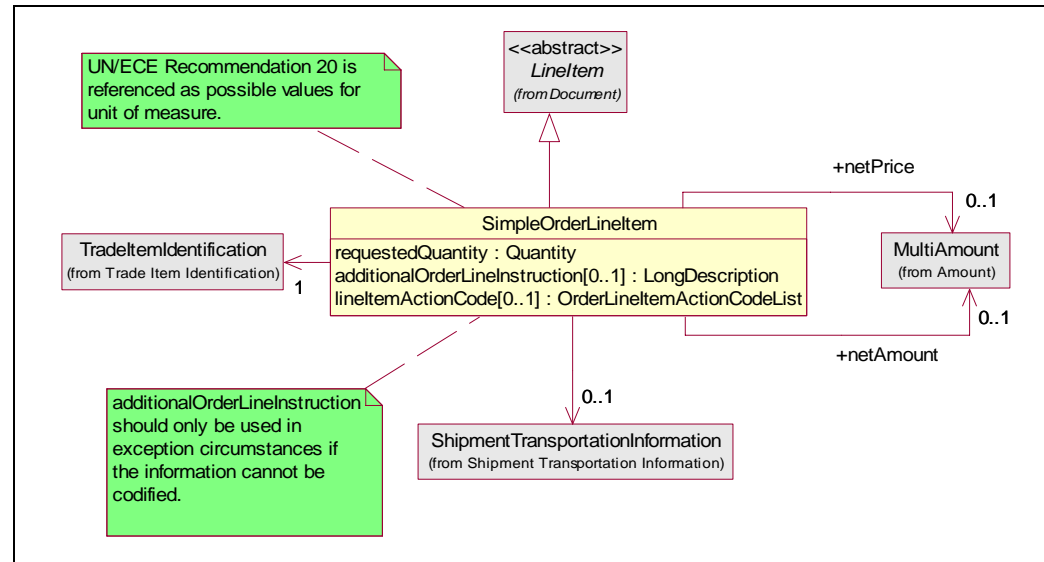 <<abstract>>
LineItem
(from Document)
UN/ECE Recommendation 20 is
referenced as possible values for
unit of measure.
+netPrice
0..1
SimpleOrderLineItem
requestedQuantity : Quantity
additionalOrderLineInstruction[0..1] : LongDescription
lineItemActionCode[0..1] : OrderLineItemActionCodeList
TradeItemIdentification
(from Trade Item Identification)
1
MultiAmount
(from Amount)
0..1
+netAmount
additionalOrderLineInstruction
should only be used in
exception circumstances if
the information cannot be
codified.
0..1
ShipmentTransportationInformation
(from Shipment Transportation Information)